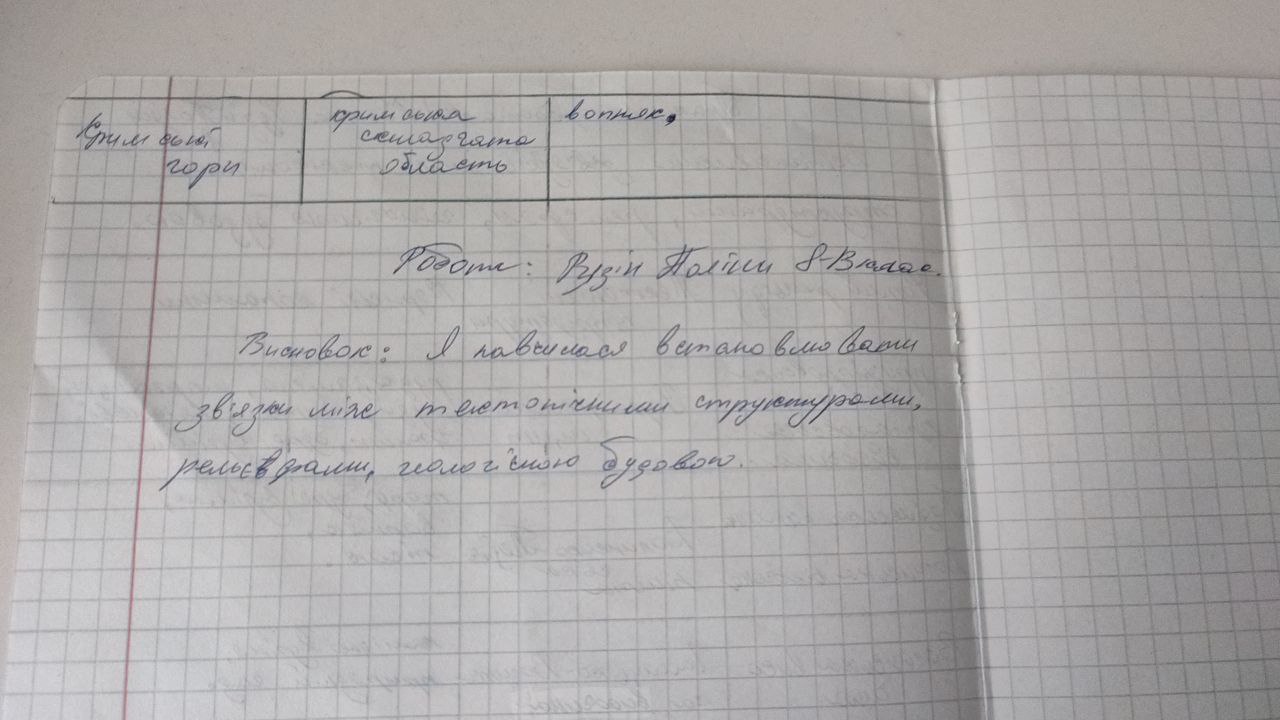 Кримські
гори
кримська
складчата
область
вапняк.
Робота: Рузін Поліни 8-В клас.
Висновок: Я навчилася встановлювати
зв'язки між тектонічними структурами,
рельєфами, геологічною будовою.